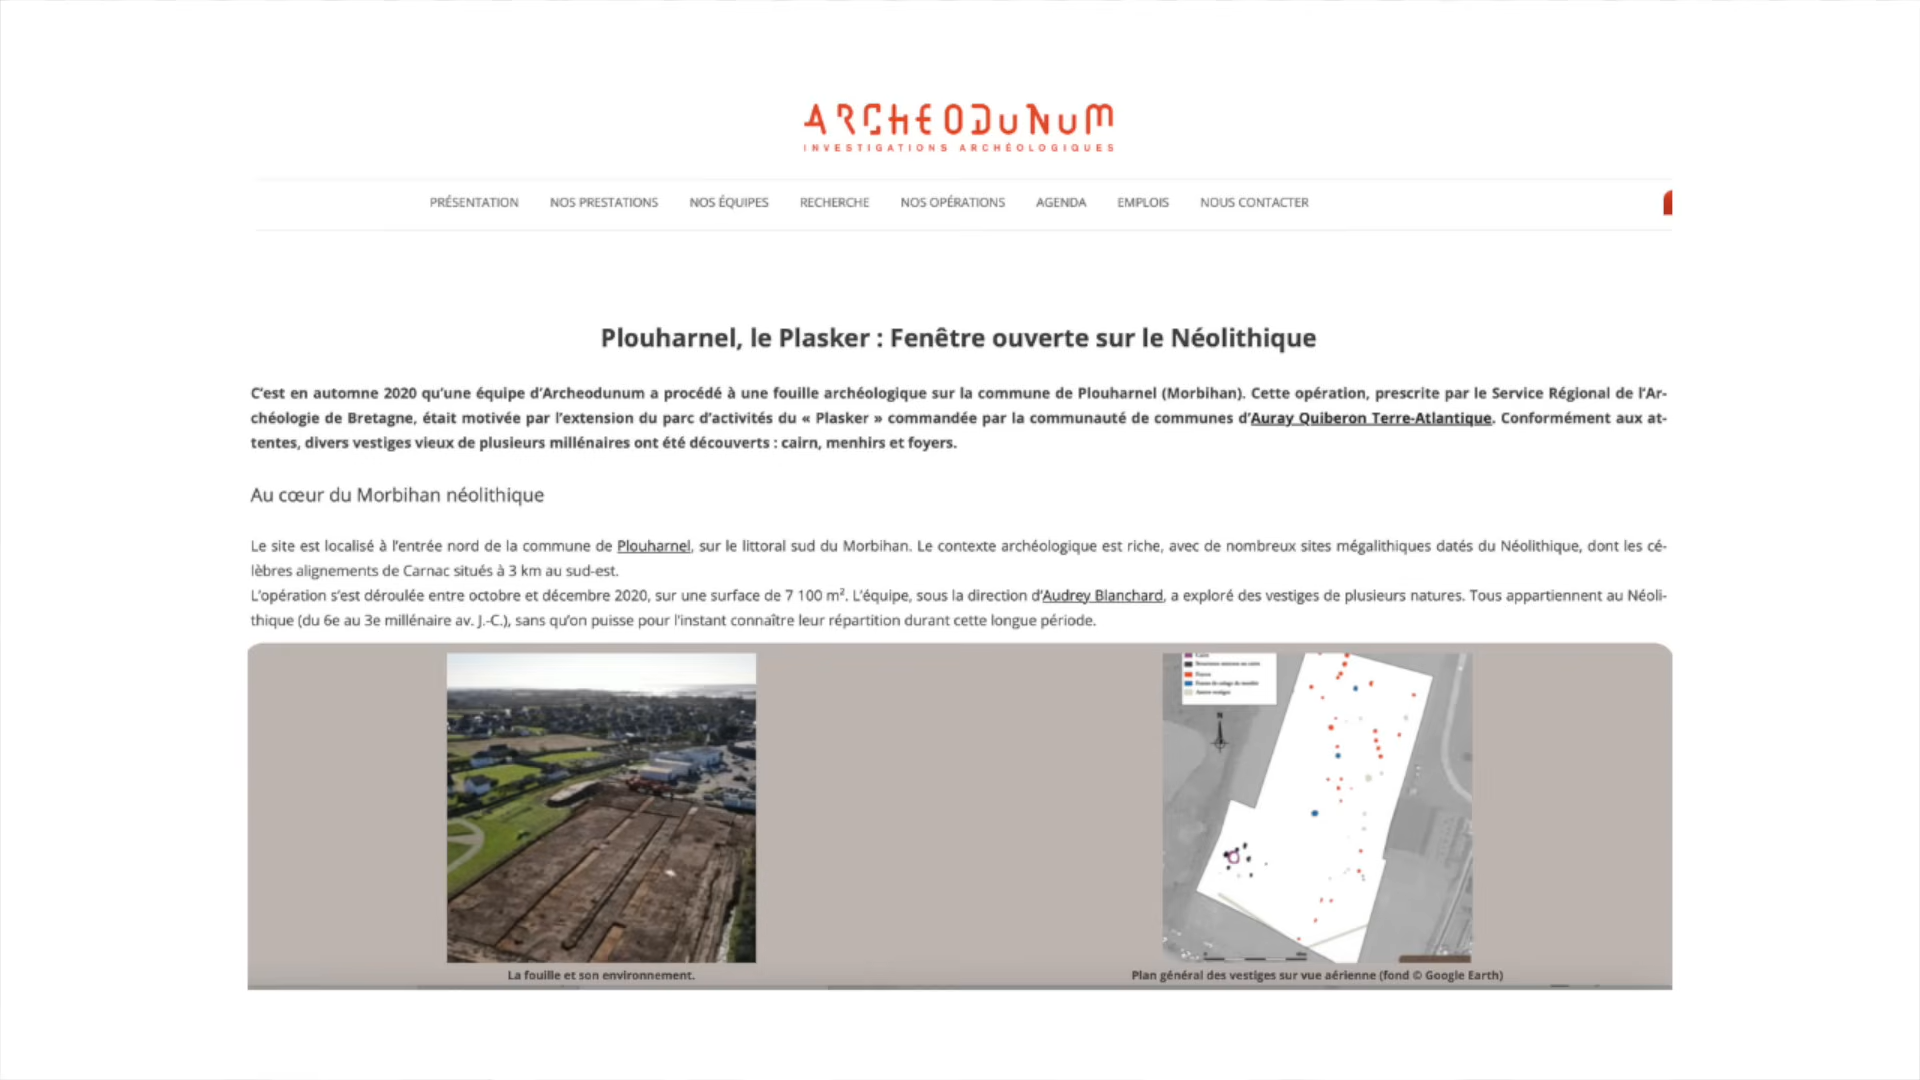 ARCHEODUNUM
INVESTIGATIONS ARCHÉOLOGIQUES
PRÉSENTATION NOS PRESTATIONS NOS ÉQUIPES RECHERCHE NOS OPÉRATIONS AGENDA EMPLOIS NOUS CONTACTER
Plouharnel, le Plasker : Fenêtre ouverte sur le Néolithique
C’est en automne 2020 qu’une équipe d’Archeodunum a procédé à une fouille archéologique sur la commune de Plouharnel (Morbihan). Cette opération, prescrite par le Service Régional de l’Ar-
chéologie de Bretagne, était motivée par l’extension du parc d’activités du « Plasker » commandée par la communauté de communes d’Auray Quiberon Terre-Atlantique. Conformément aux at-
tentes, divers vestiges vieux de plusieurs millénaires ont été découverts : cairn, menhirs et foyers.
Au cœur du Morbihan néolithique
Le site est localisé à l’entrée nord de la commune de Plouharnel, sur le littoral sud du Morbihan. Le contexte archéologique est riche, avec de nombreux sites mégalithiques datés du Néolithique, dont les cé-
lèbres alignements de Carnac situés à 3 km au sud-est.
L’opération s’est déroulée entre octobre et décembre 2020, sur une surface de 7 100 m². L’équipe, sous la direction d’Audrey Blanchard, a exploré des vestiges de plusieurs natures. Tous appartiennent au Néoli-
thique (du 6e au 3e millénaire av. J.-C.), sans qu’on puisse pour l’instant connaître leur répartition durant cette longue période.
N
La fouille et son environnement.
Plan général des vestiges sur vue aérienne (fond © Google Earth)